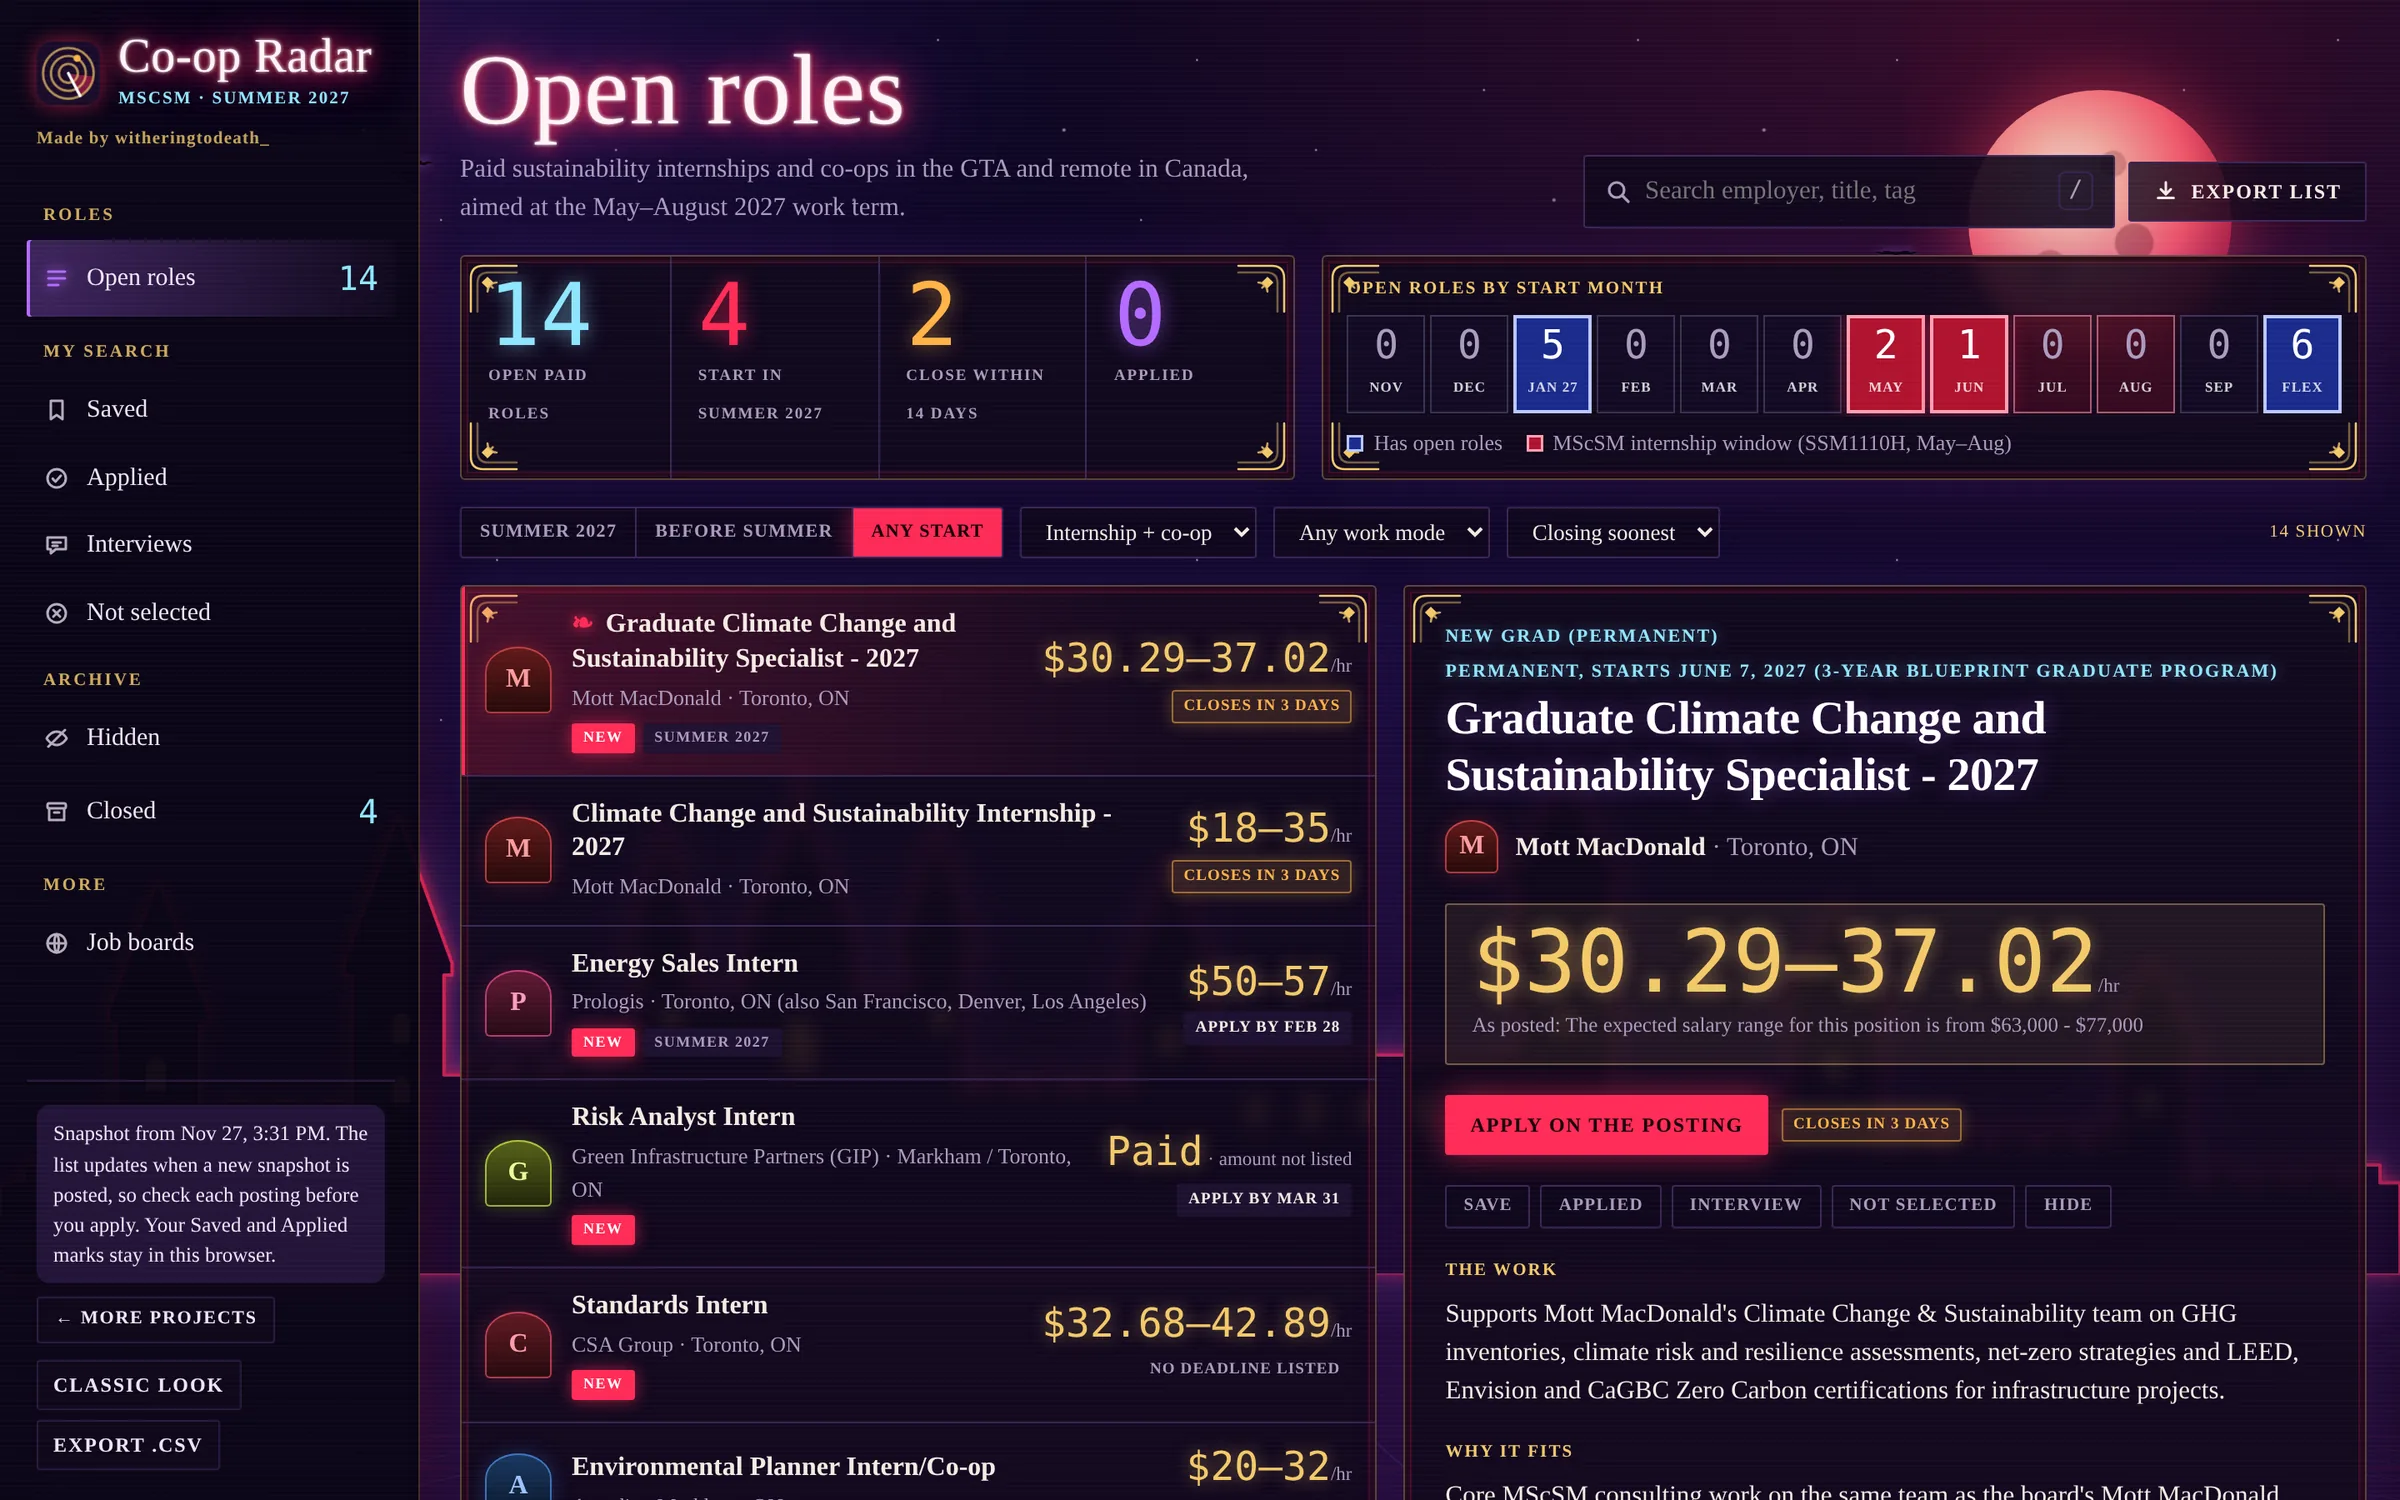 Co-op Radar
MSCSM · SUMMER 2027
Made by witheringtodeath_
ROLES
Open roles 14
MY SEARCH
Saved
Applied
Interviews
Not selected
ARCHIVE
Hidden
Closed 4
MORE
Job boards
Snapshot from Nov 27, 3:31 PM. The
list updates when a new snapshot is
posted, so check each posting before
you apply. Your Saved and Applied
marks stay in this browser.
← MORE PROJECTS
CLASSIC LOOK
EXPORT .CSV
Open roles
Paid sustainability internships and co-ops in the GTA and remote in Canada,
aimed at the May–August 2027 work term.
Search employer, title, tag /
EXPORT LIST
14
OPEN PAID
ROLES
4
START IN
SUMMER 2027
2
CLOSE WITHIN
14 DAYS
0
APPLIED
OPEN ROLES BY START MONTH
0 0 5 0 0 0 2 1 0 0 0 6
NOV DEC JAN 27 FEB MAR APR MAY JUN JUL AUG SEP FLEX
Has open roles MScSM internship window (SSM1110H, May–Aug)
SUMMER 2027 BEFORE SUMMER ANY START Internship + co-op Any work mode Closing soonest 14 SHOWN
M
Graduate Climate Change and
Sustainability Specialist - 2027
Mott MacDonald · Toronto, ON
NEW SUMMER 2027
$30.29–37.02/hr
CLOSES IN 3 DAYS
M
Climate Change and Sustainability Internship -
2027
Mott MacDonald · Toronto, ON
$18–35/hr
CLOSES IN 3 DAYS
P
Energy Sales Intern
Prologis · Toronto, ON (also San Francisco, Denver, Los Angeles)
NEW SUMMER 2027
$50–57/hr
APPLY BY FEB 28
G
Risk Analyst Intern
Green Infrastructure Partners (GIP) · Markham / Toronto,
ON
NEW
Paid · amount not listed
APPLY BY MAR 31
C
Standards Intern
CSA Group · Toronto, ON
NEW
$32.68–42.89/hr
NO DEADLINE LISTED
A
Environmental Planner Intern/Co-op
$20–32/hr
NEW GRAD (PERMANENT)
PERMANENT, STARTS JUNE 7, 2027 (3-YEAR BLUEPRINT GRADUATE PROGRAM)
Graduate Climate Change and
Sustainability Specialist - 2027
M Mott MacDonald · Toronto, ON
$30.29–37.02/hr
As posted: The expected salary range for this position is from $63,000 - $77,000
APPLY ON THE POSTING CLOSES IN 3 DAYS
SAVE APPLIED INTERVIEW NOT SELECTED HIDE
THE WORK
Supports Mott MacDonald's Climate Change & Sustainability team on GHG
inventories, climate risk and resilience assessments, net-zero strategies and LEED,
Envision and CaGBC Zero Carbon certifications for infrastructure projects.
WHY IT FITS
Core MScSM consulting work on the same team as the board's Mott MacDonald